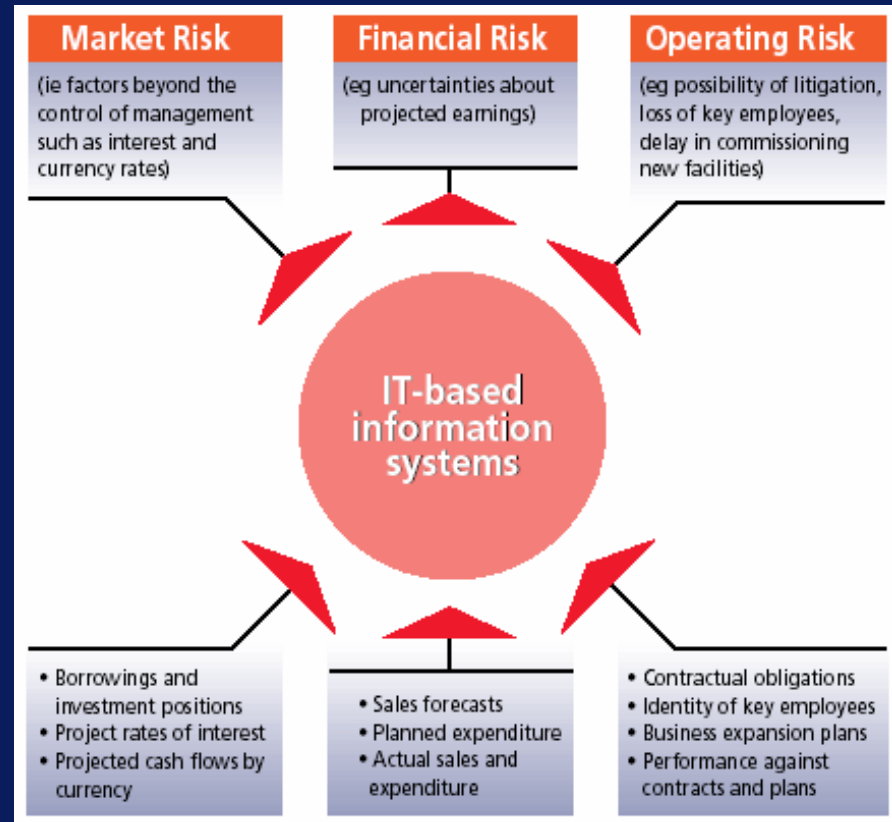 Market Risk
(ie factors beyond the
control of management
such as interest and
currency rates)
Financial Risk
(eg uncertainties about
projected earnings)
Operating Risk
(eg possibility of litigation,
loss of key employees,
delay in commissioning
new facilities)
IT-based
information
systems
• Borrowings and
investment positions
• Project rates of interest
• Projected cash flows by
currency
• Sales forecasts
• Planned expenditure
• Actual sales and
expenditure
• Contractual obligations
• Identity of key employees
• Business expansion plans
• Performance against
contracts and plans